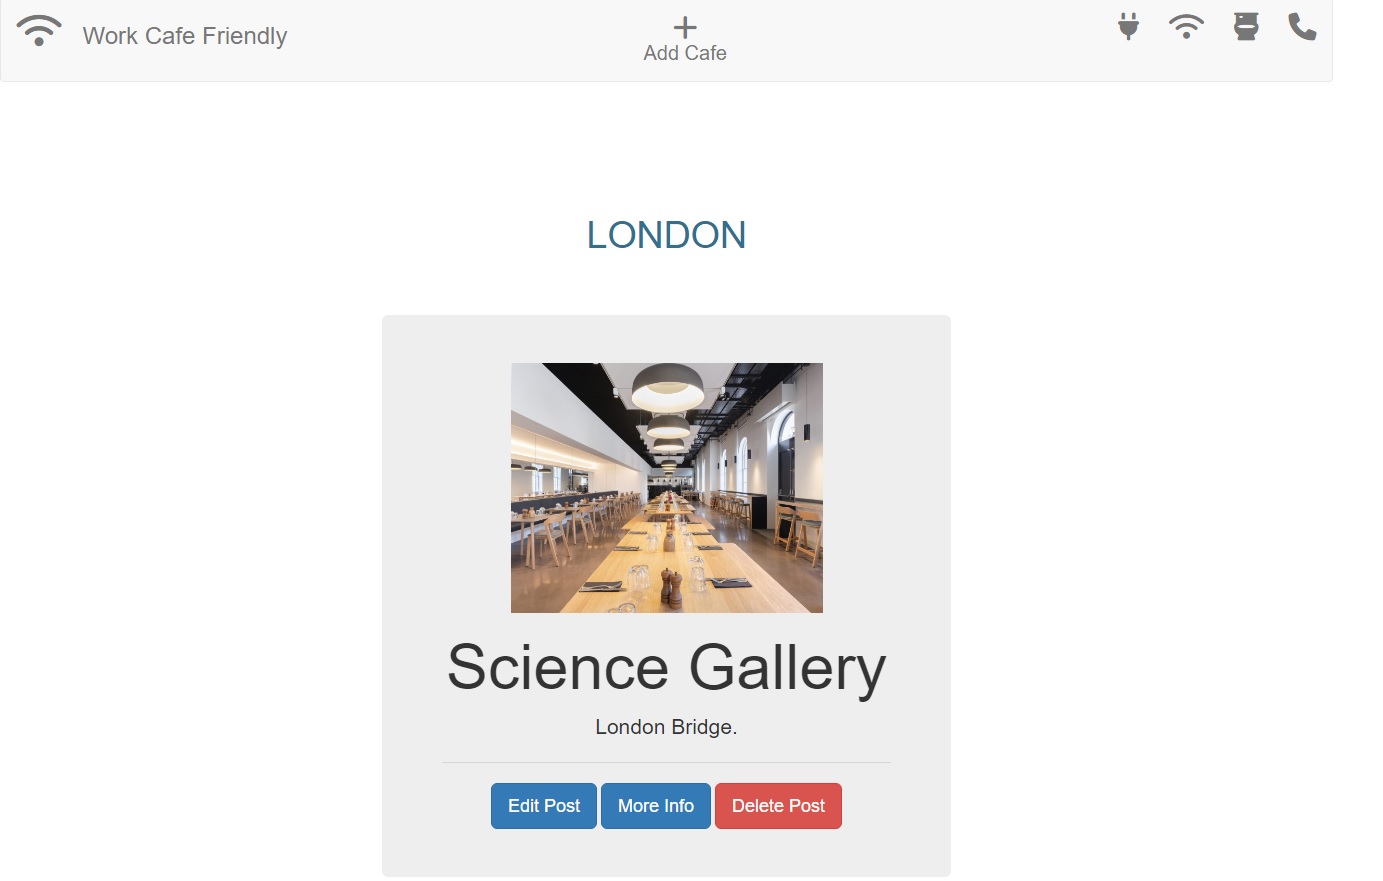 Work Cafe Friendly
Add Cafe
LONDON
Science Gallery
London Bridge.
Edit Post
More Info
Delete Post